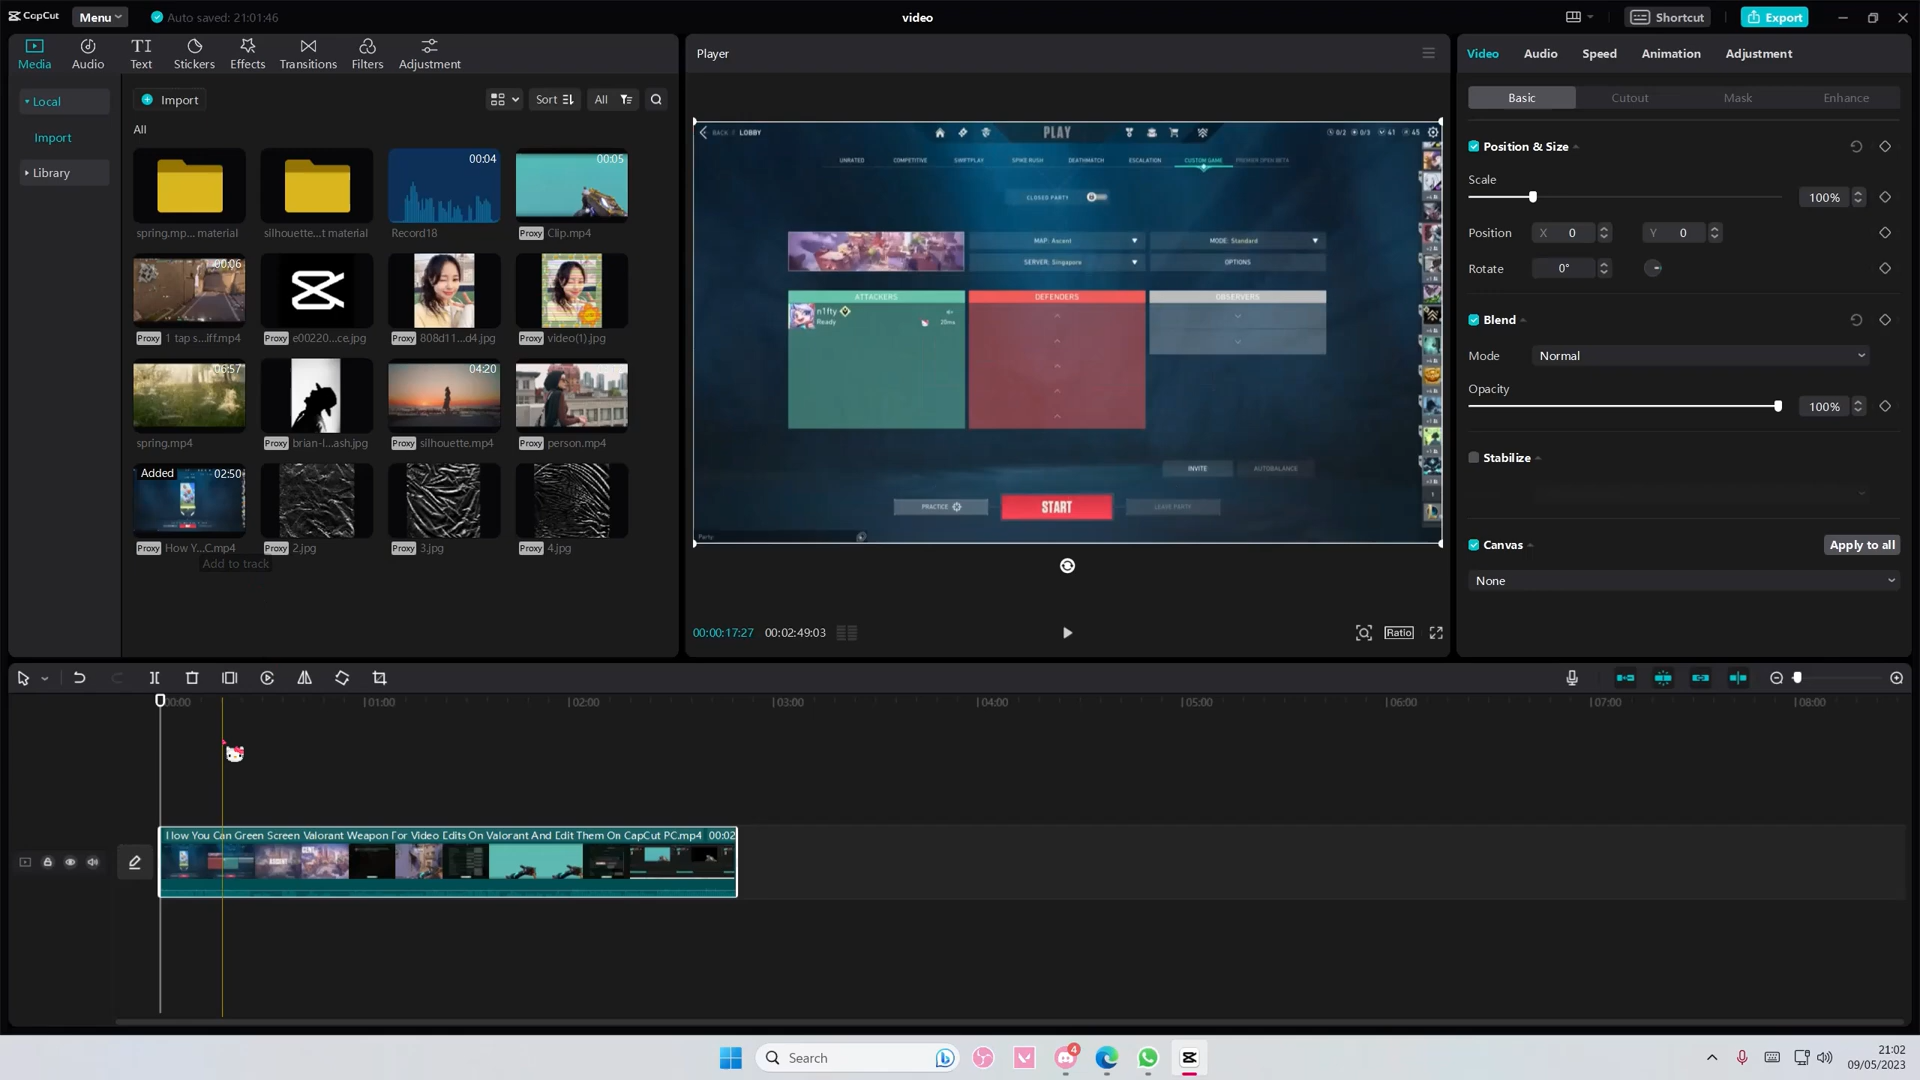 CapCut
Menu
Auto saved: 21:01:46
video
Shortcut
Export
Media
Audio
Text
Stickers
Effects
Transitions
Filters
Adjustment
Local
Import
Library
Import
Sort
All
All
spring.mp... material
silhouette...t material
00:04
Record18
00:05
Proxy Clip.mp4
00:06
Proxy 1 tap s...iff.mp4
Proxy e00220...ce.jpg
Proxy 808d11...d4.jpg
Proxy video(1).jpg
06:57
spring.mp4
Proxy brian-l...ash.jpg
04:20
Proxy silhouette.mp4
Proxy person.mp4
Added 02:50
Proxy How Y...C.mp4
Proxy 2.jpg
Proxy 3.jpg
Proxy 4.jpg
Add to track
Player
BACK LOBBY
PLAY
0/2 0/3 41 45
UNRATED COMPETITIVE SWIFTPLAY SPIKE RUSH DEATHMATCH ESCALATION CUSTOM GAME PREMIER OPEN BETA
CLOSED PARTY
MAP: Ascent
MODE: Standard
SERVER: Singapore
OPTIONS
ATTACKERS
DEFENDERS
OBSERVERS
n1fty
Ready
20ms
INVITE
AUTOBALANCE
PRACTICE
START
LEAVE PARTY
Party
00:00:17:27
00:02:49:03
Ratio
Video
Audio
Speed
Animation
Adjustment
Basic
Cutout
Mask
Enhance
Position & Size
Scale
100%
Position
X 0
Y 0
Rotate
0°
Blend
Mode
Normal
Opacity
100%
Stabilize
Canvas
Apply to all
None
00:00
01:00
02:00
03:00
04:00
05:00
06:00
07:00
08:00
How You Can Green Screen Valorant Weapon For Video Edits On Valorant And Edit Them On CapCut PC.mp4 00:02
Search
4
21:02
09/05/2023